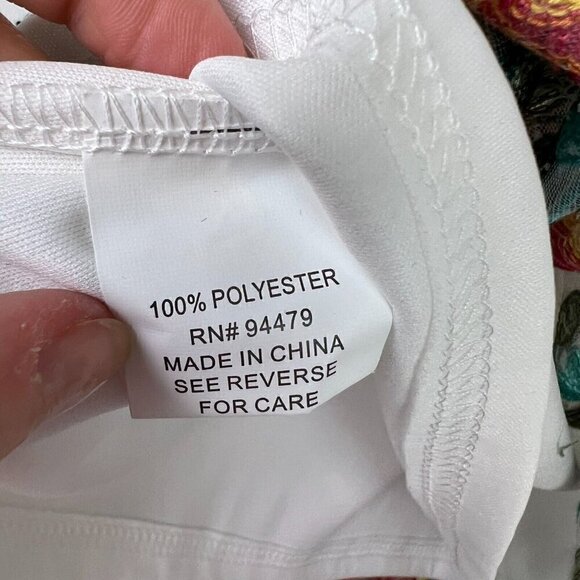 100% POLYESTER
RN# 94479
MADE IN CHINA
SEE REVERSE
FOR CARE